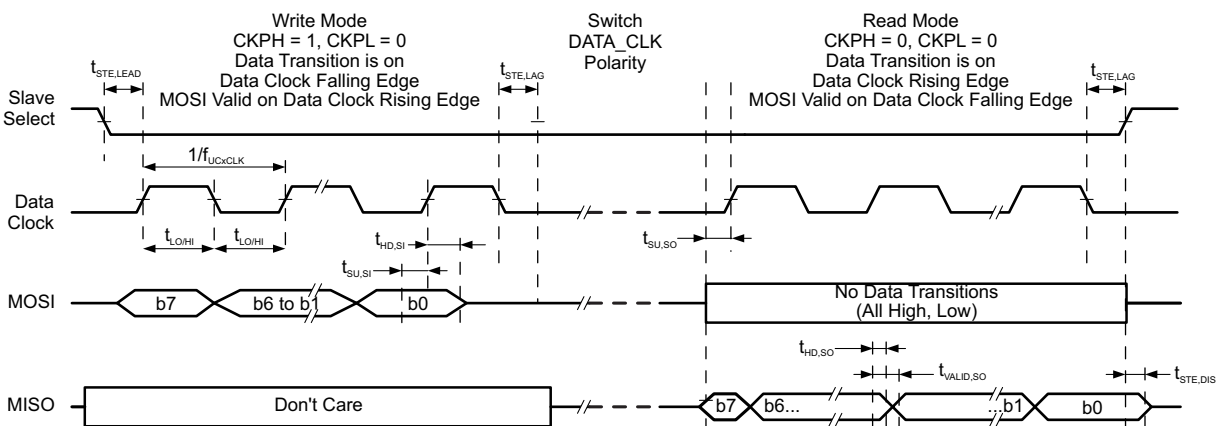 Write Mode
CKPH = 1, CKPL = 0
Data Transition is on
Data Clock Falling Edge
MOSI Valid on Data Clock Rising Edge
Switch
DATA_CLK
Polarity
Read Mode
CKPH = 0, CKPL = 0
Data Transition is on
Data Clock Rising Edge
MOSI Valid on Data Clock Falling Edge
tSTE,LEAD
tSTE,LAG
tSTE,LAG
Slave
Select
1/fUCxCLK
Data
Clock
tLO/HI
tLO/HI
tHD,SI
tSU,SI
tSU,SO
MOSI
b7
b6 to b1
b0
No Data Transitions
(All High, Low)
tHD,SO
tVALID,SO
tSTE,DIS
MISO
Don't Care
b7
b6...
...b1
b0